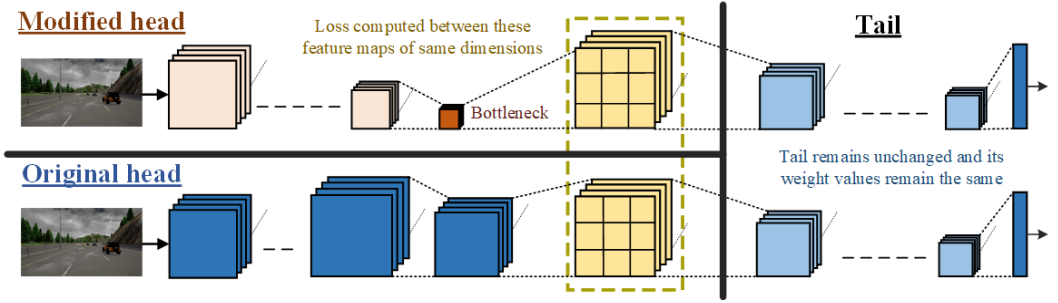 Modified head
Loss computed between these
feature maps of same dimensions
Tail
Bottleneck
Original head
Tail remains unchanged and its
weight values remain the same